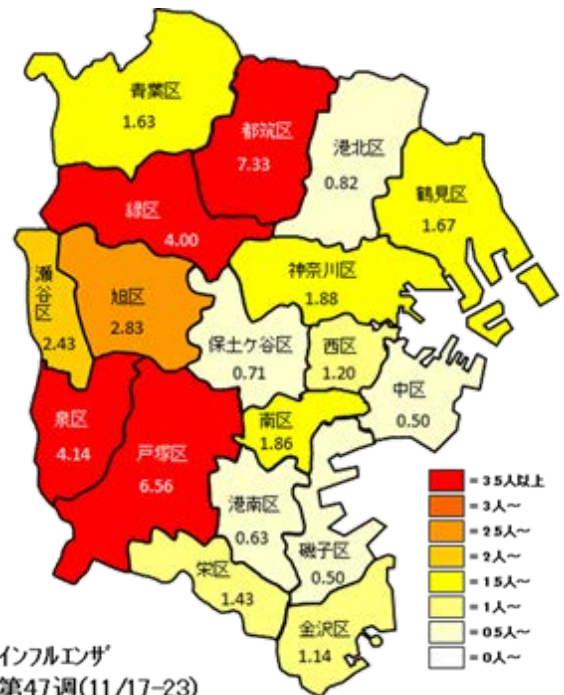 青葉区
1.63
都筑区
7.33
港北区
0.82
鶴見区
1.67
緑区
4.00
神奈川区
1.88
瀬谷区
2.43
旭区
2.83
保土ケ谷区
0.71
西区
1.20
中区
0.50
泉区
4.14
戸塚区
6.56
南区
1.86
港南区
0.63
磯子区
0.50
栄区
1.43
金沢区
1.14
=3.5人以上
=3人～
=2.5人～
=2人～
=1.5人～
=1人～
=0.5人～
=0人～
インフルエンザ
第47週(11/17-23)